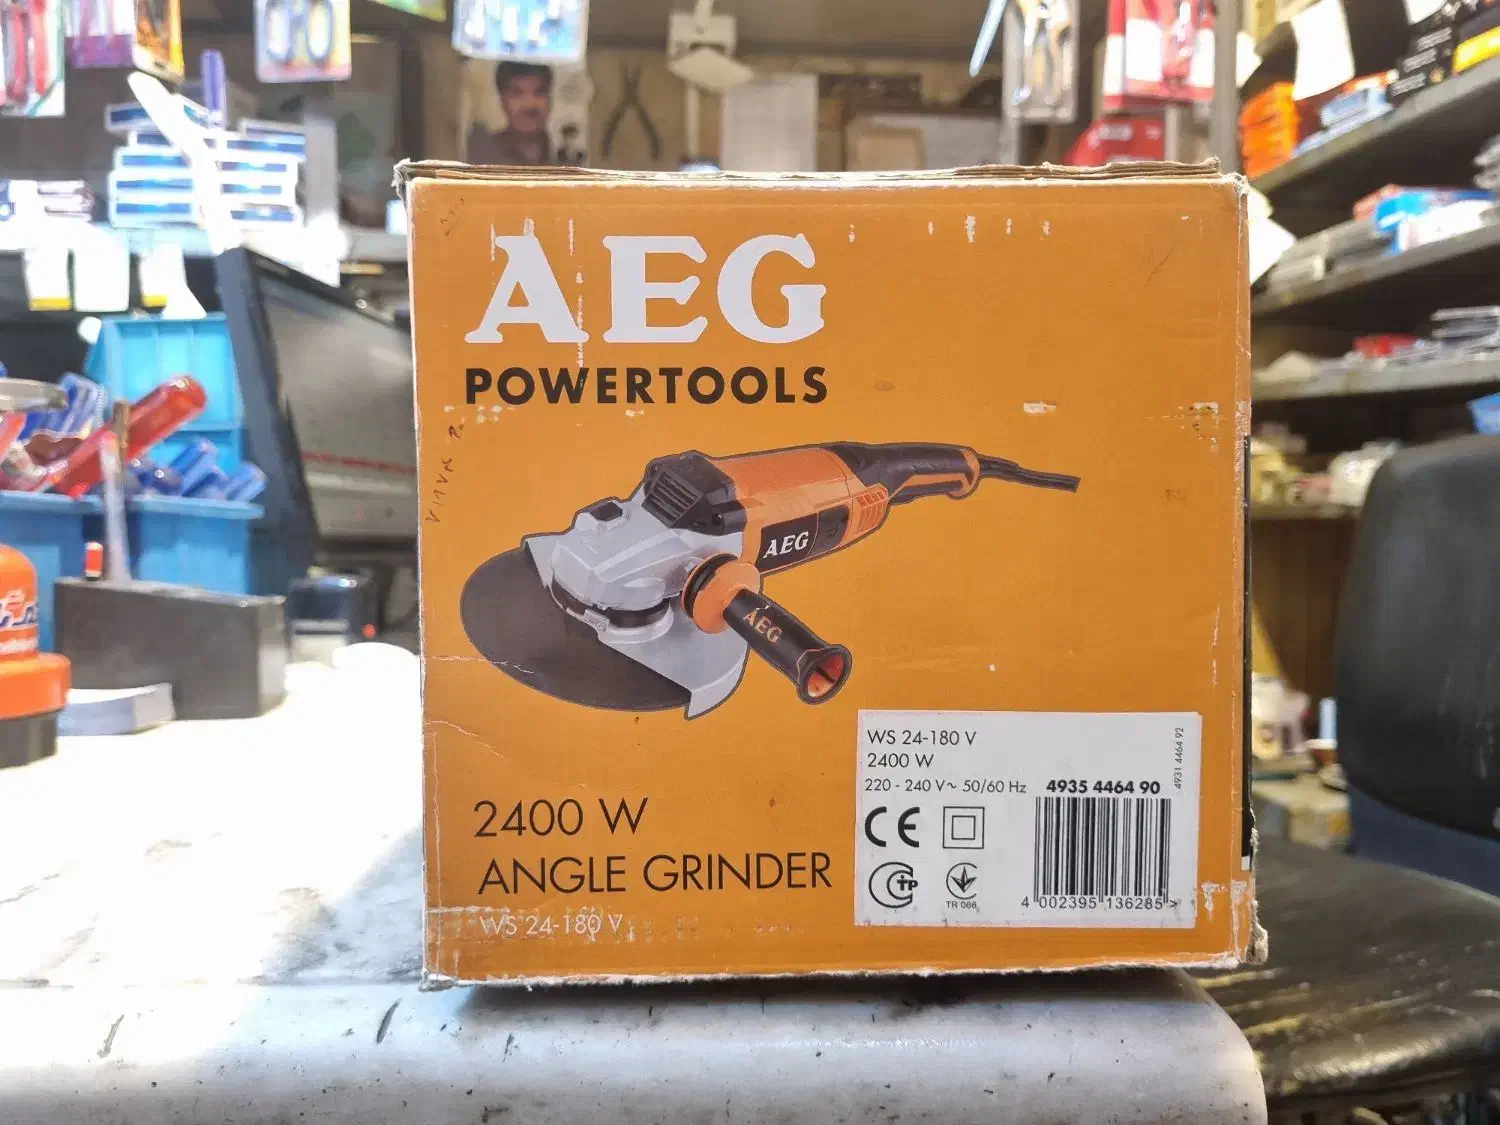 AEG
POWERTOOLS
AEG
AEG
2400 W
ANGLE GRINDER
WS 24-180 V
WS 24-180 V
2400 W
220 - 240 V~ 50/60 Hz
4935 4464 90
4931 4464 92
CE
TR 066
4 002395 136285 >